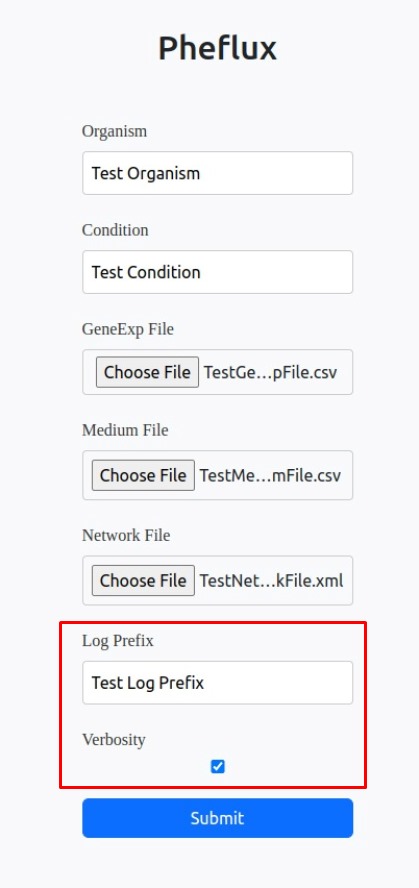 Pheflux
Organism
Test Organism
Condition
Test Condition
GeneExp File
Choose File TestGe...pFile.csv
Medium File
Choose File TestMe...mFile.csv
Network File
Choose File TestNet...kFile.xml
Log Prefix
Test Log Prefix
Verbosity
Submit